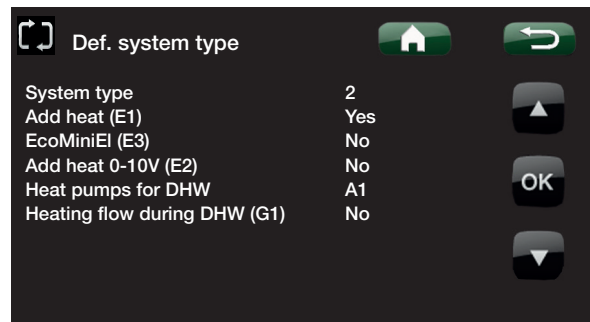 Def. system type
System type 2
Add heat (E1) Yes
EcoMiniEl (E3) No
Add heat 0-10V (E2) No
Heat pumps for DHW A1
Heating flow during DHW (G1) No
OK